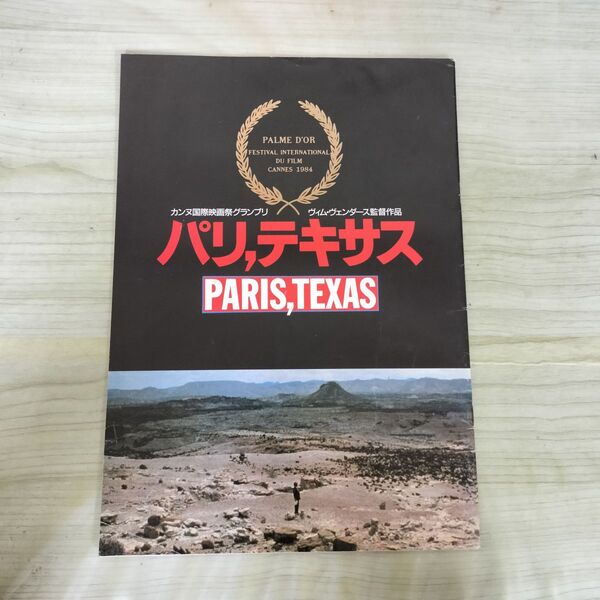 PALME D'OR
FESTIVAL INTERNATIONAL
DU FILM
CANNES 1984
カンヌ国際映画祭グランプリ ヴィム・ヴェンダース監督作品
パリ,テキサス
PARIS,TEXAS